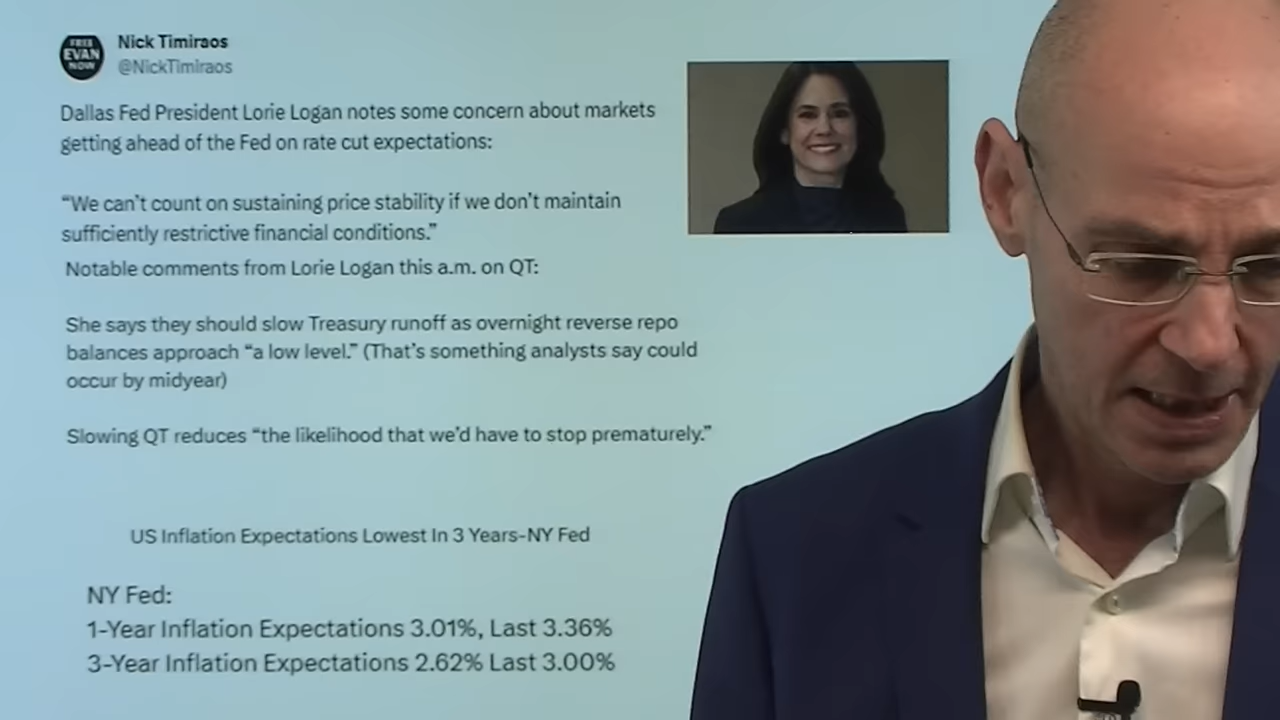 FREE
EVAN
NOW
Nick Timiraos
@NickTimiraos
Dallas Fed President Lorie Logan notes some concern about markets
getting ahead of the Fed on rate cut expectations:
“We can’t count on sustaining price stability if we don’t maintain
sufficiently restrictive financial conditions.”
Notable comments from Lorie Logan this a.m. on QT:
She says they should slow Treasury runoff as overnight reverse repo
balances approach “a low level.” (That’s something analysts say could
occur by midyear)
Slowing QT reduces “the likelihood that we’d have to stop prematurely.”
US Inflation Expectations Lowest In 3 Years-NY Fed
NY Fed:
1-Year Inflation Expectations 3.01%, Last 3.36%
3-Year Inflation Expectations 2.62% Last 3.00%